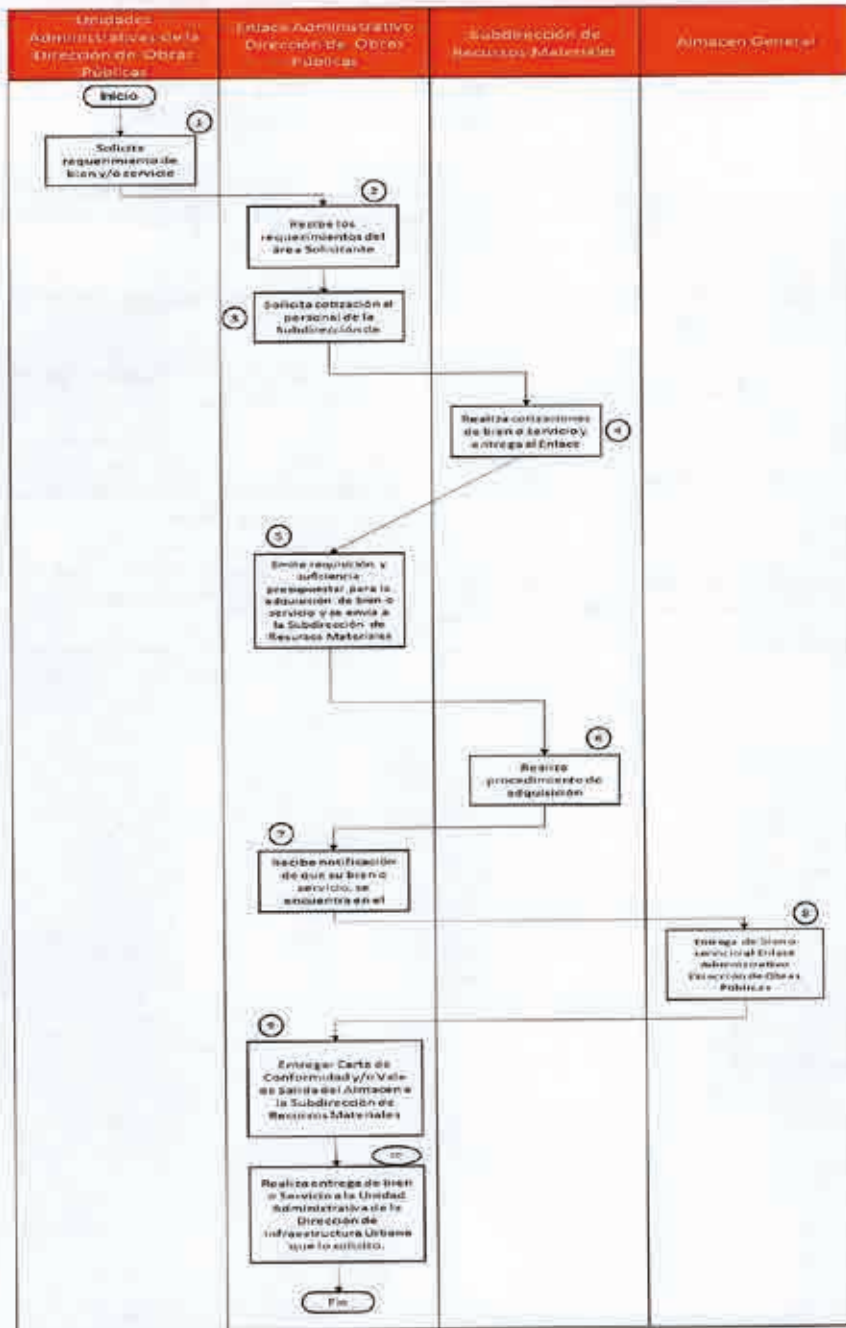 Unidades
Administrativas de la
Dirección de Obras
Públicas
Enlace Administrativo
Dirección de Obras
Públicas
Subdirección de
Recursos Materiales
Almacen General
Inicio
1
Solicita
requerimiento de
bien y/o servicio
2
Recibe los
requerimientos del
área Solicitante
3
Solicita cotización al
personal de la
Subdirección de
Realiza cotizaciones
de bien o servicio y
entrega al Enlace
4
5
Emite requisición y
suficiencia
presupuestal para la
adquisición de bien o
servicio y se envía a
la Subdirección de
Recursos Materiales
6
Realiza
procedimiento de
adquisición
7
Recibe notificación
de que su bien o
servicio, se
encuentra en el
8
Entrega de bien o
servicio al Enlace
Administrativo
Dirección de Obras
Públicas
9
Entregar Carta de
Conformidad y/o Vale
de Salida del Almacén a
la Subdirección de
Recursos Materiales
10
Realiza entrega de bien
o Servicio a la Unidad
Administrativa de la
Dirección de
Infraestructura Urbana
que lo solicito.
Fin